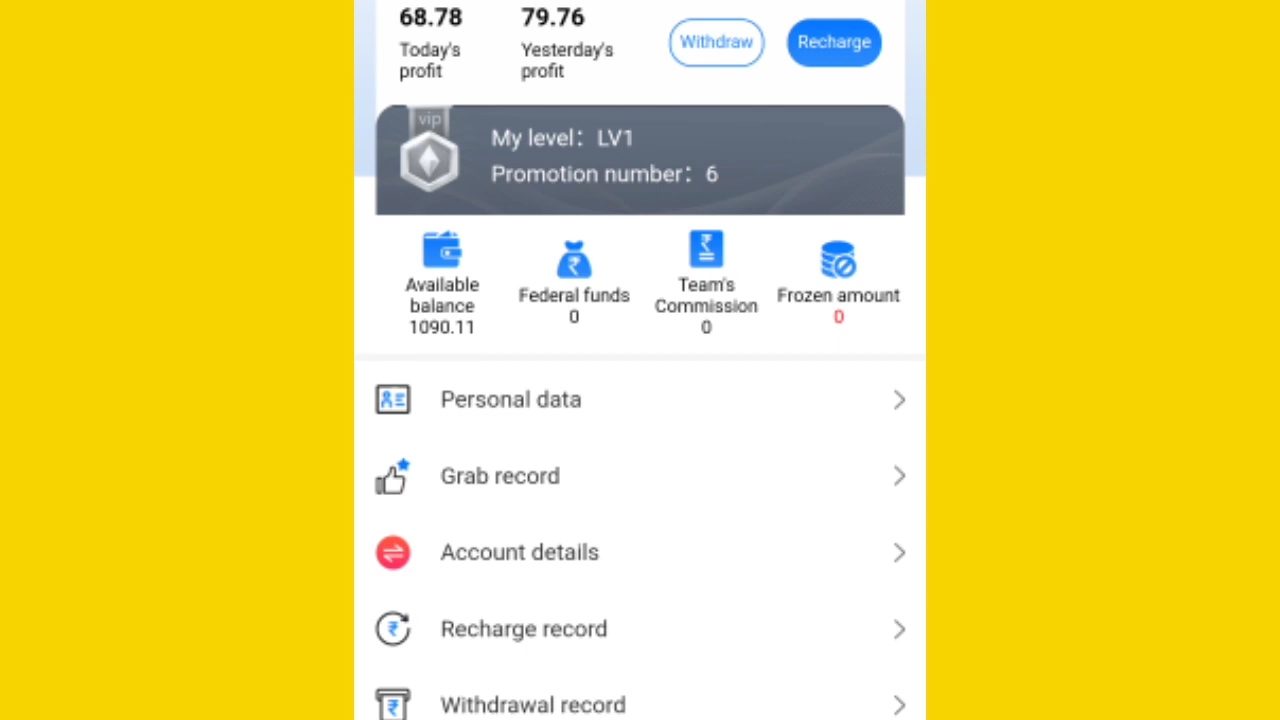 68.78 79.76
Today's Yesterday's Withdraw Recharge
profit profit
vip
My level：LV1
Promotion number：6
Available Federal funds Team's Frozen amount
balance 0 Commission 0
1090.11 0
Personal data
Grab record
Account details
Recharge record
Withdrawal record